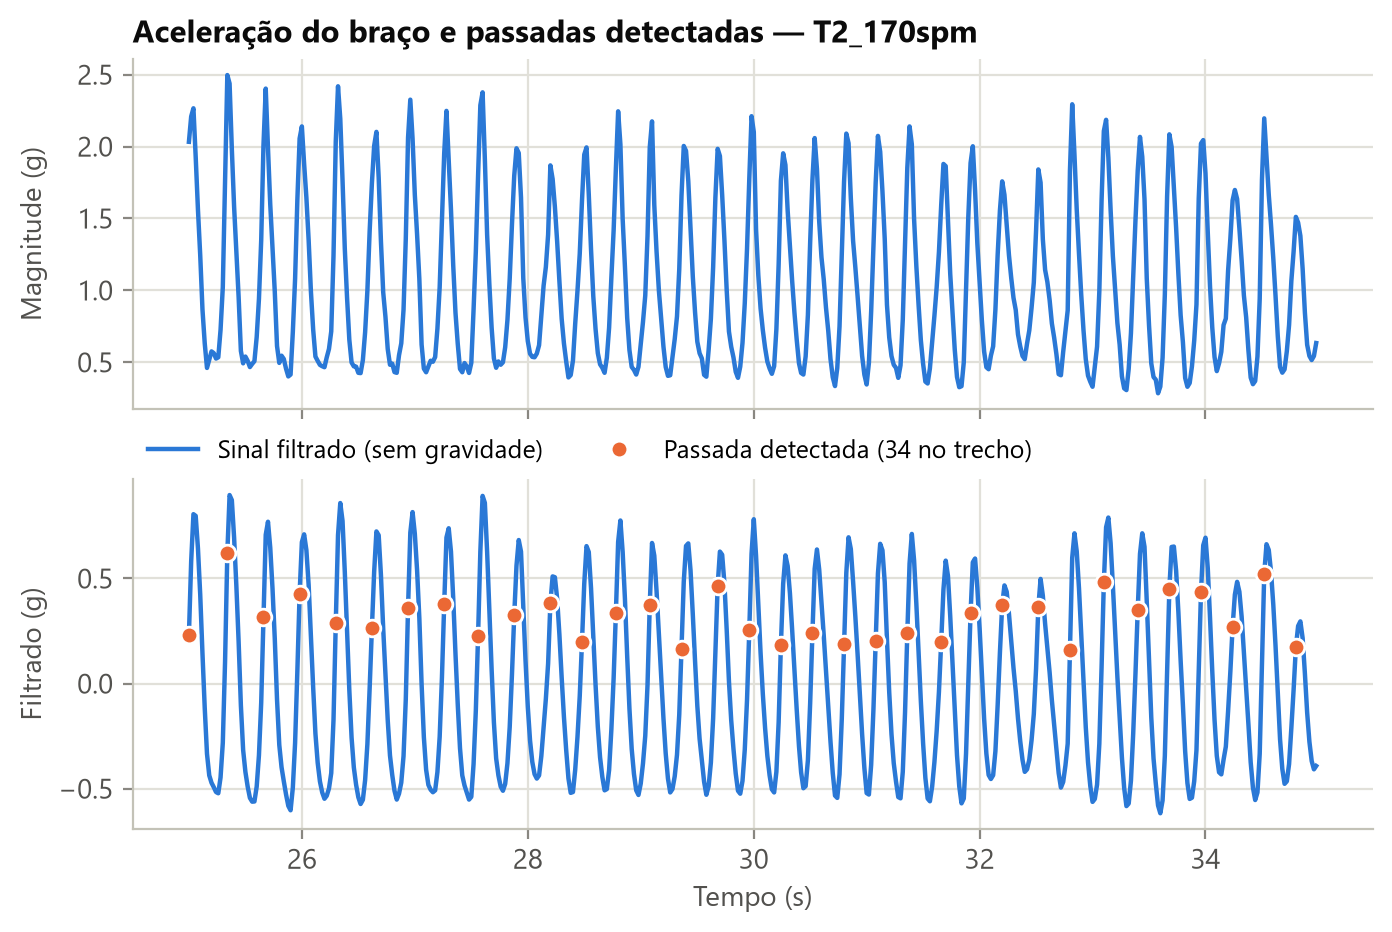 Aceleração do braço e passadas detectadas — T2_170spm
Magnitude (g)
2.5
2.0
1.5
1.0
0.5
Sinal filtrado (sem gravidade)
Passada detectada (34 no trecho)
Filtrado (g)
0.5
0.0
−0.5
26
28
30
32
34
Tempo (s)